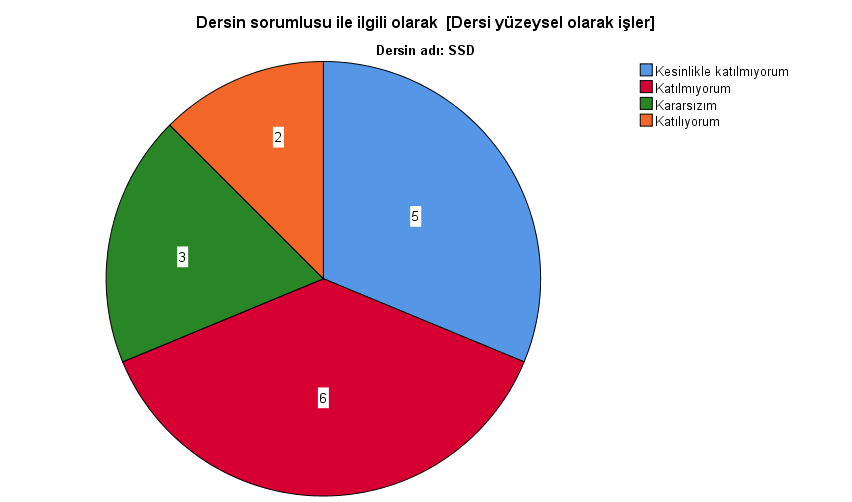 Dersin sorumlusu ile ilgili olarak [Dersi yüzeysel olarak işler]
Dersin adı: SSD
Kesinlikle katılmıyorum
Katılmıyorum
Kararsızım
Katılıyorum
2
5
3
6